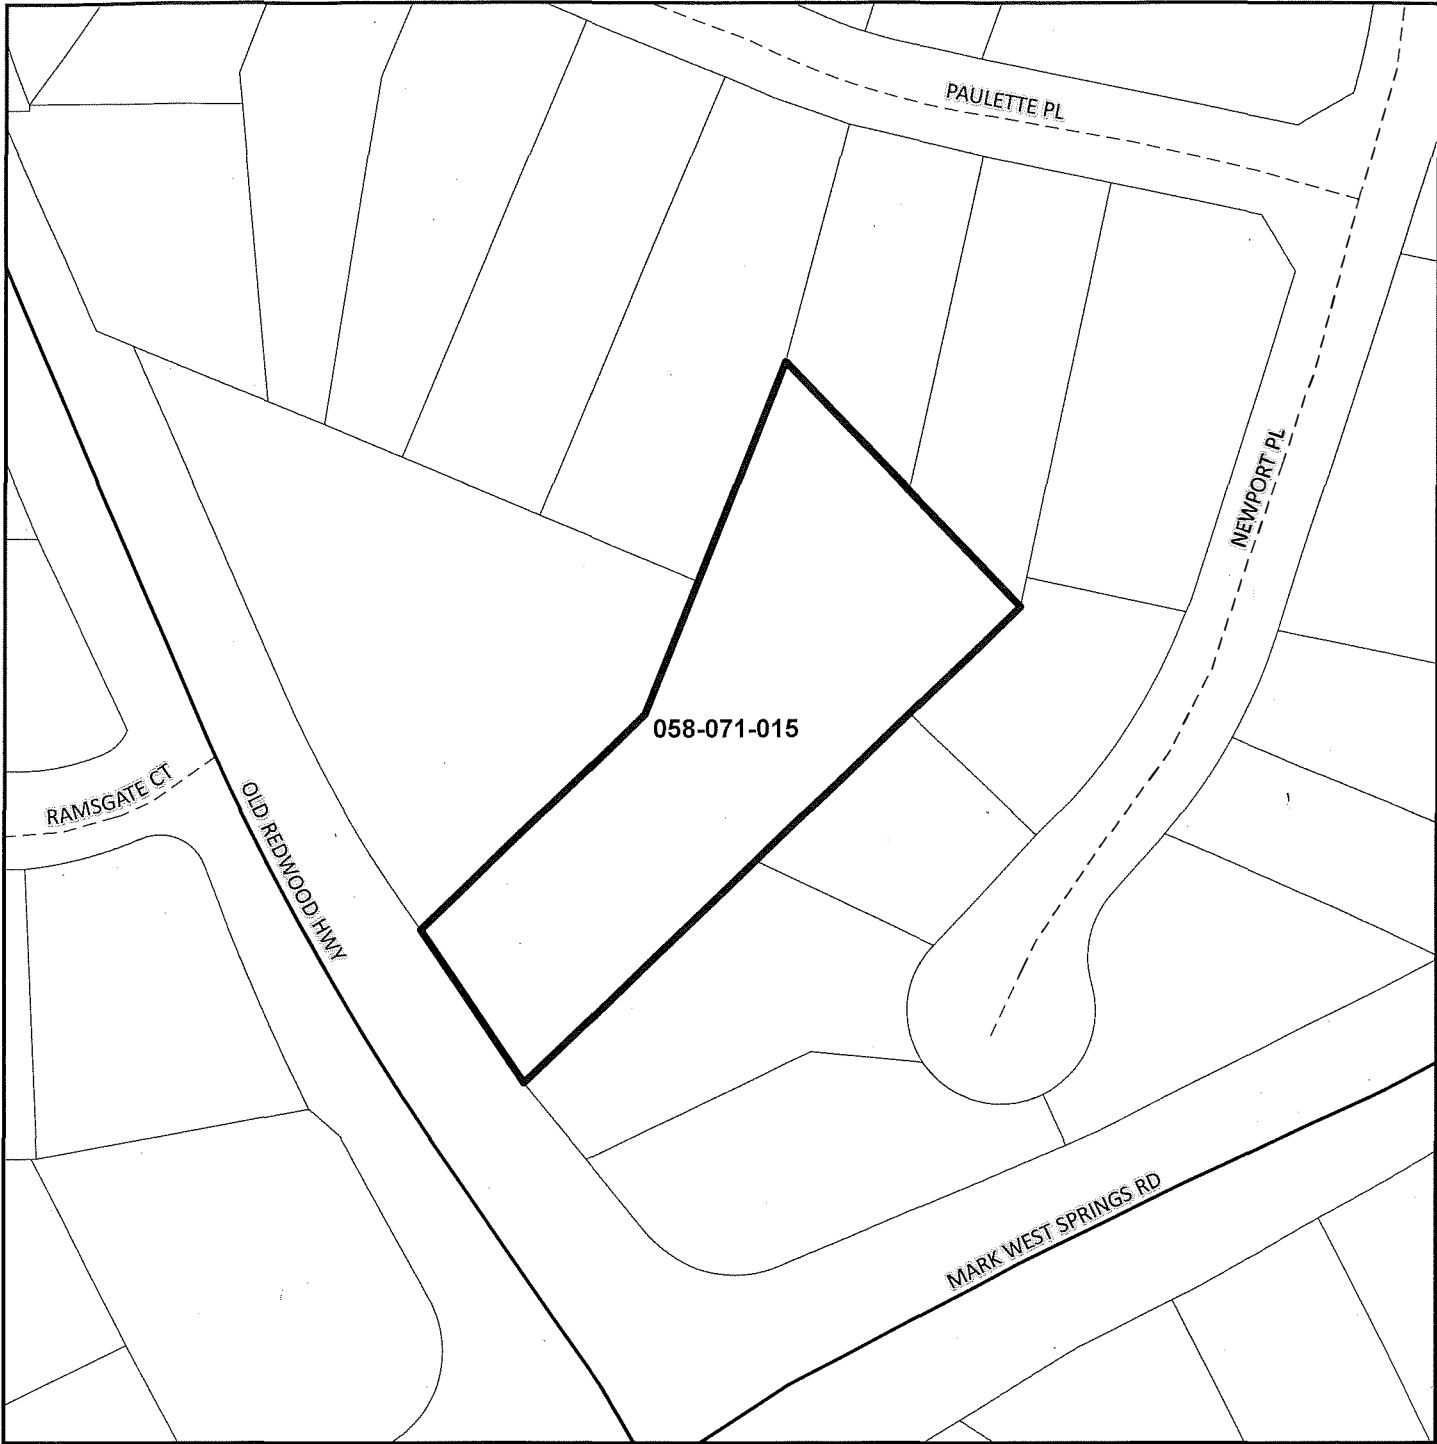 PAULETTE PL
NEWPORT PL
058-071-015
RAMSGATE CT
OLD REDWOOD HWY
MARK WEST SPRINGS RD